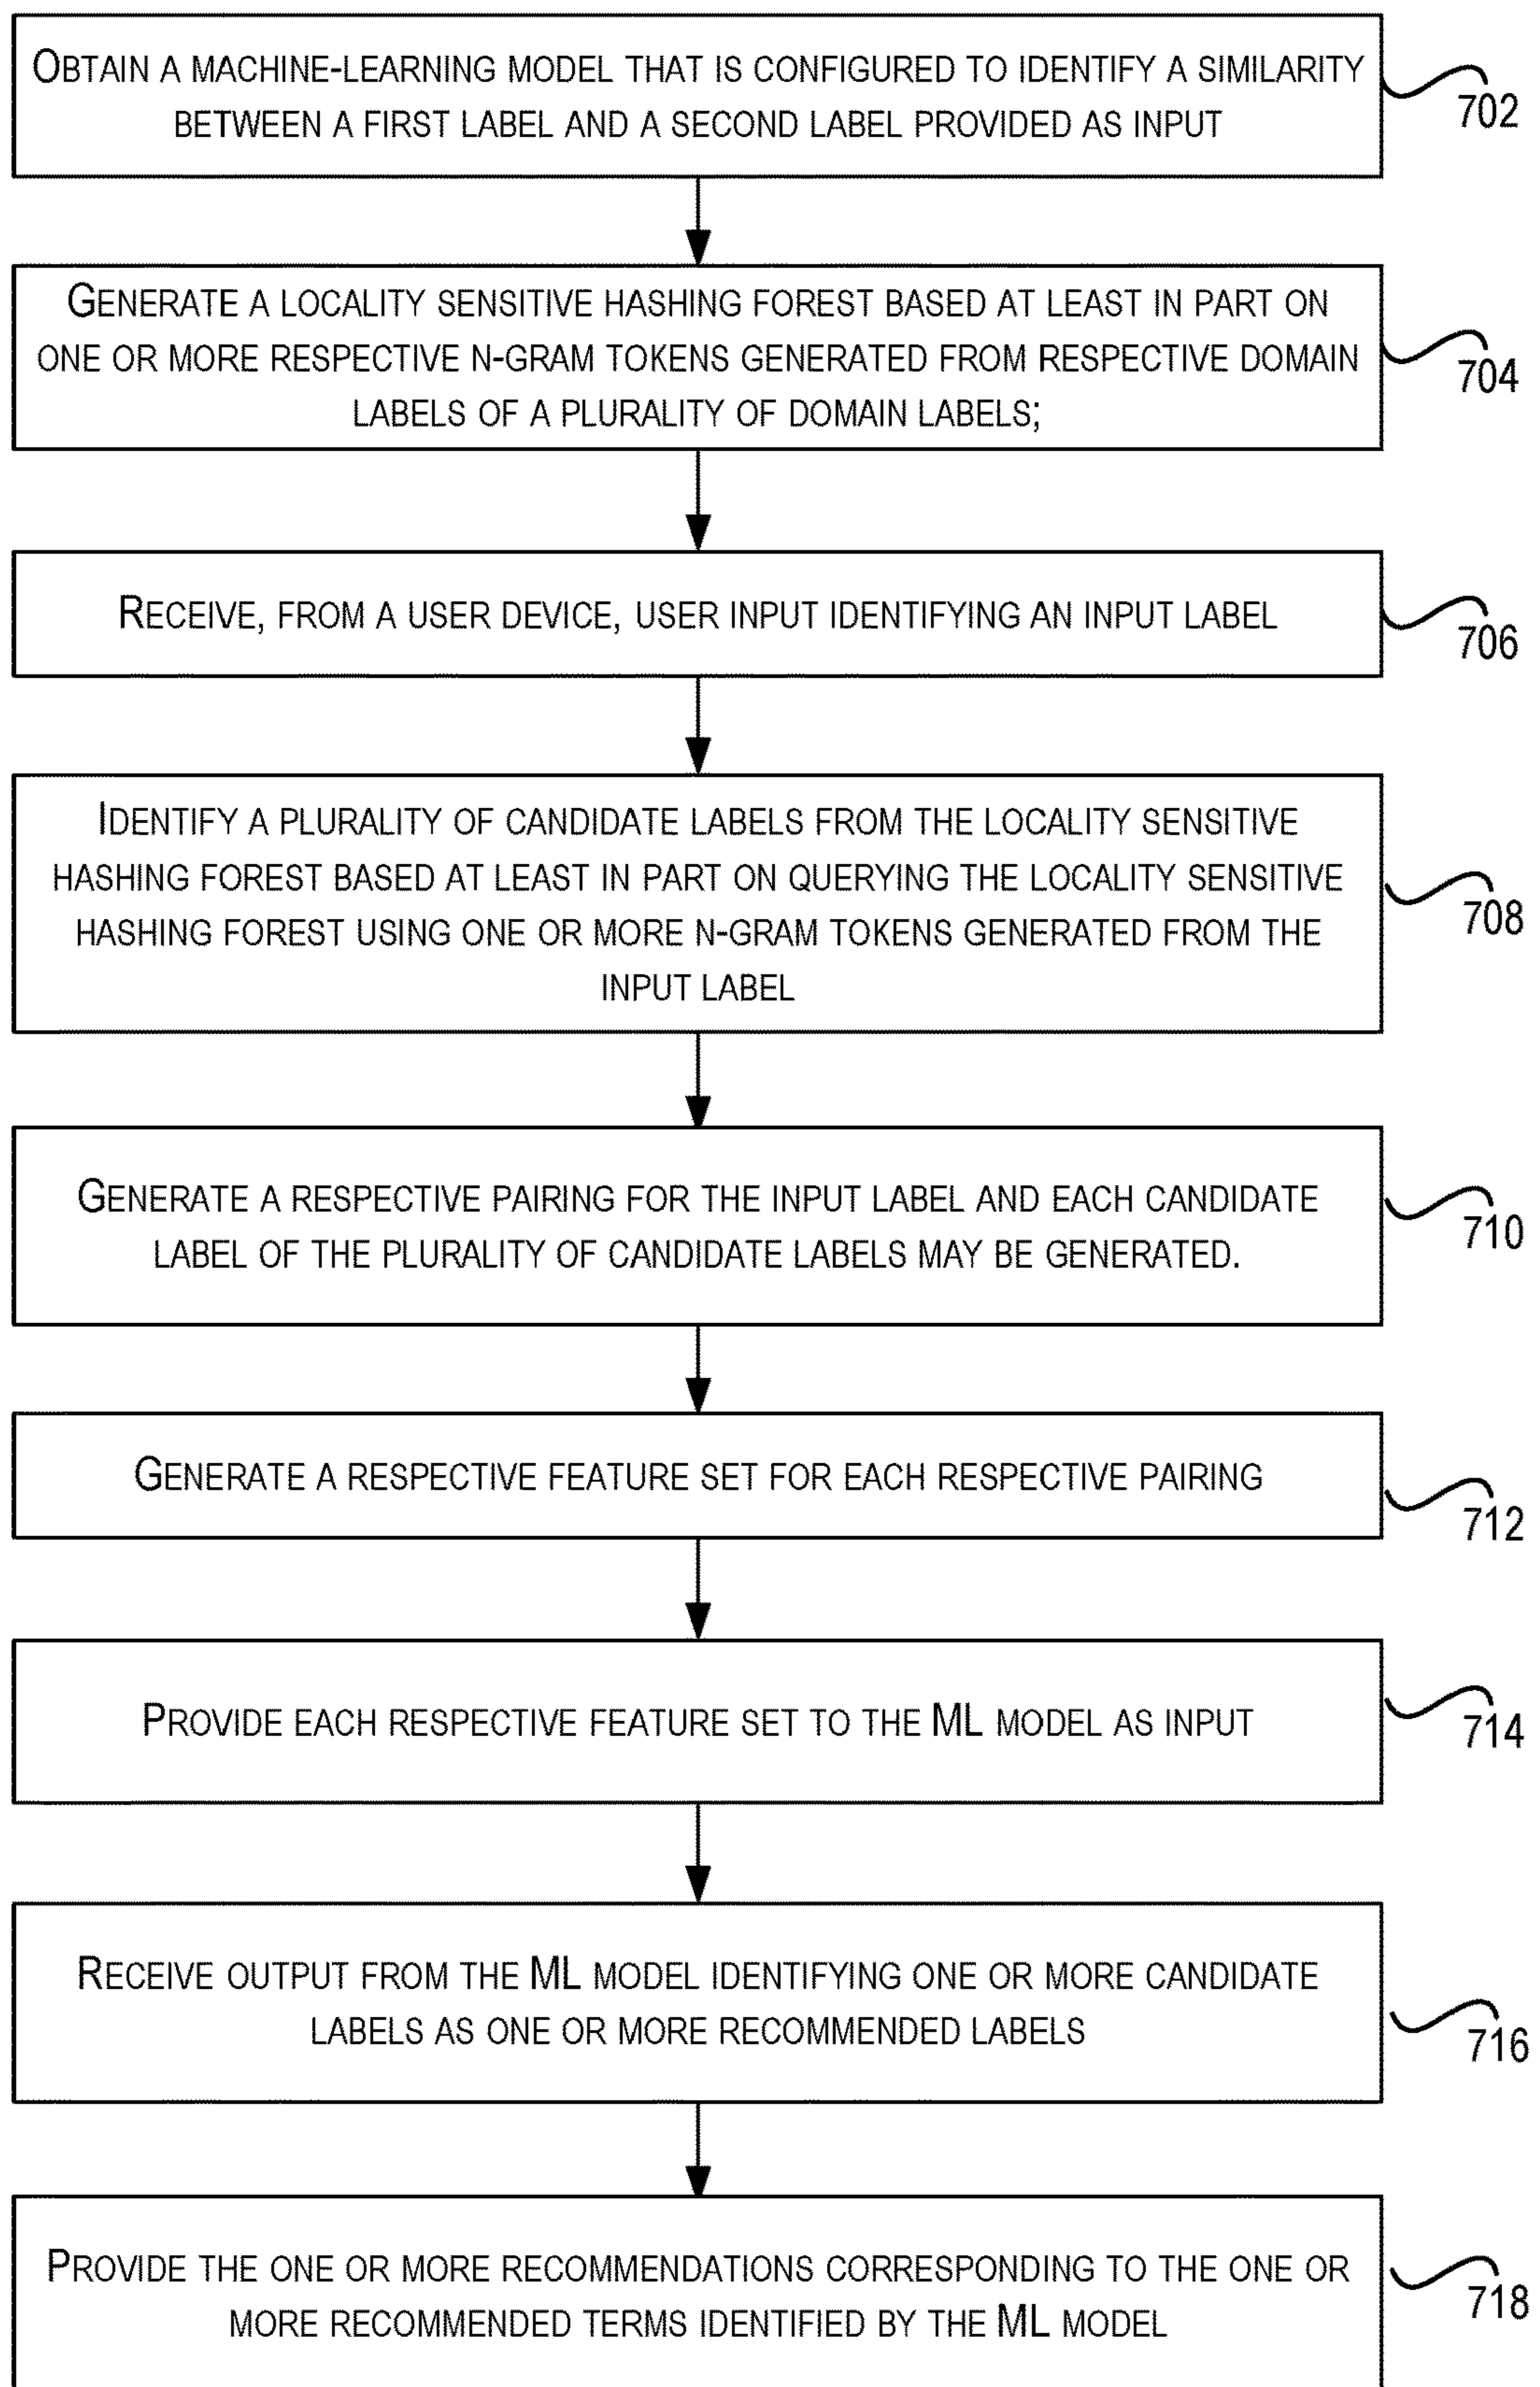 OBTAIN A MACHINE-LEARNING MODEL THAT IS CONFIGURED TO IDENTIFY A SIMILARITY
BETWEEN A FIRST LABEL AND A SECOND LABEL PROVIDED AS INPUT
702
GENERATE A LOCALITY SENSITIVE HASHING FOREST BASED AT LEAST IN PART ON
ONE OR MORE RESPECTIVE N-GRAM TOKENS GENERATED FROM RESPECTIVE DOMAIN
LABELS OF A PLURALITY OF DOMAIN LABELS;
704
RECEIVE, FROM A USER DEVICE, USER INPUT IDENTIFYING AN INPUT LABEL
706
IDENTIFY A PLURALITY OF CANDIDATE LABELS FROM THE LOCALITY SENSITIVE
HASHING FOREST BASED AT LEAST IN PART ON QUERYING THE LOCALITY SENSITIVE
HASHING FOREST USING ONE OR MORE N-GRAM TOKENS GENERATED FROM THE
INPUT LABEL
708
GENERATE A RESPECTIVE PAIRING FOR THE INPUT LABEL AND EACH CANDIDATE
LABEL OF THE PLURALITY OF CANDIDATE LABELS MAY BE GENERATED.
710
GENERATE A RESPECTIVE FEATURE SET FOR EACH RESPECTIVE PAIRING
712
PROVIDE EACH RESPECTIVE FEATURE SET TO THE ML MODEL AS INPUT
714
RECEIVE OUTPUT FROM THE ML MODEL IDENTIFYING ONE OR MORE CANDIDATE
LABELS AS ONE OR MORE RECOMMENDED LABELS
716
PROVIDE THE ONE OR MORE RECOMMENDATIONS CORRESPONDING TO THE ONE OR
MORE RECOMMENDED TERMS IDENTIFIED BY THE ML MODEL
718